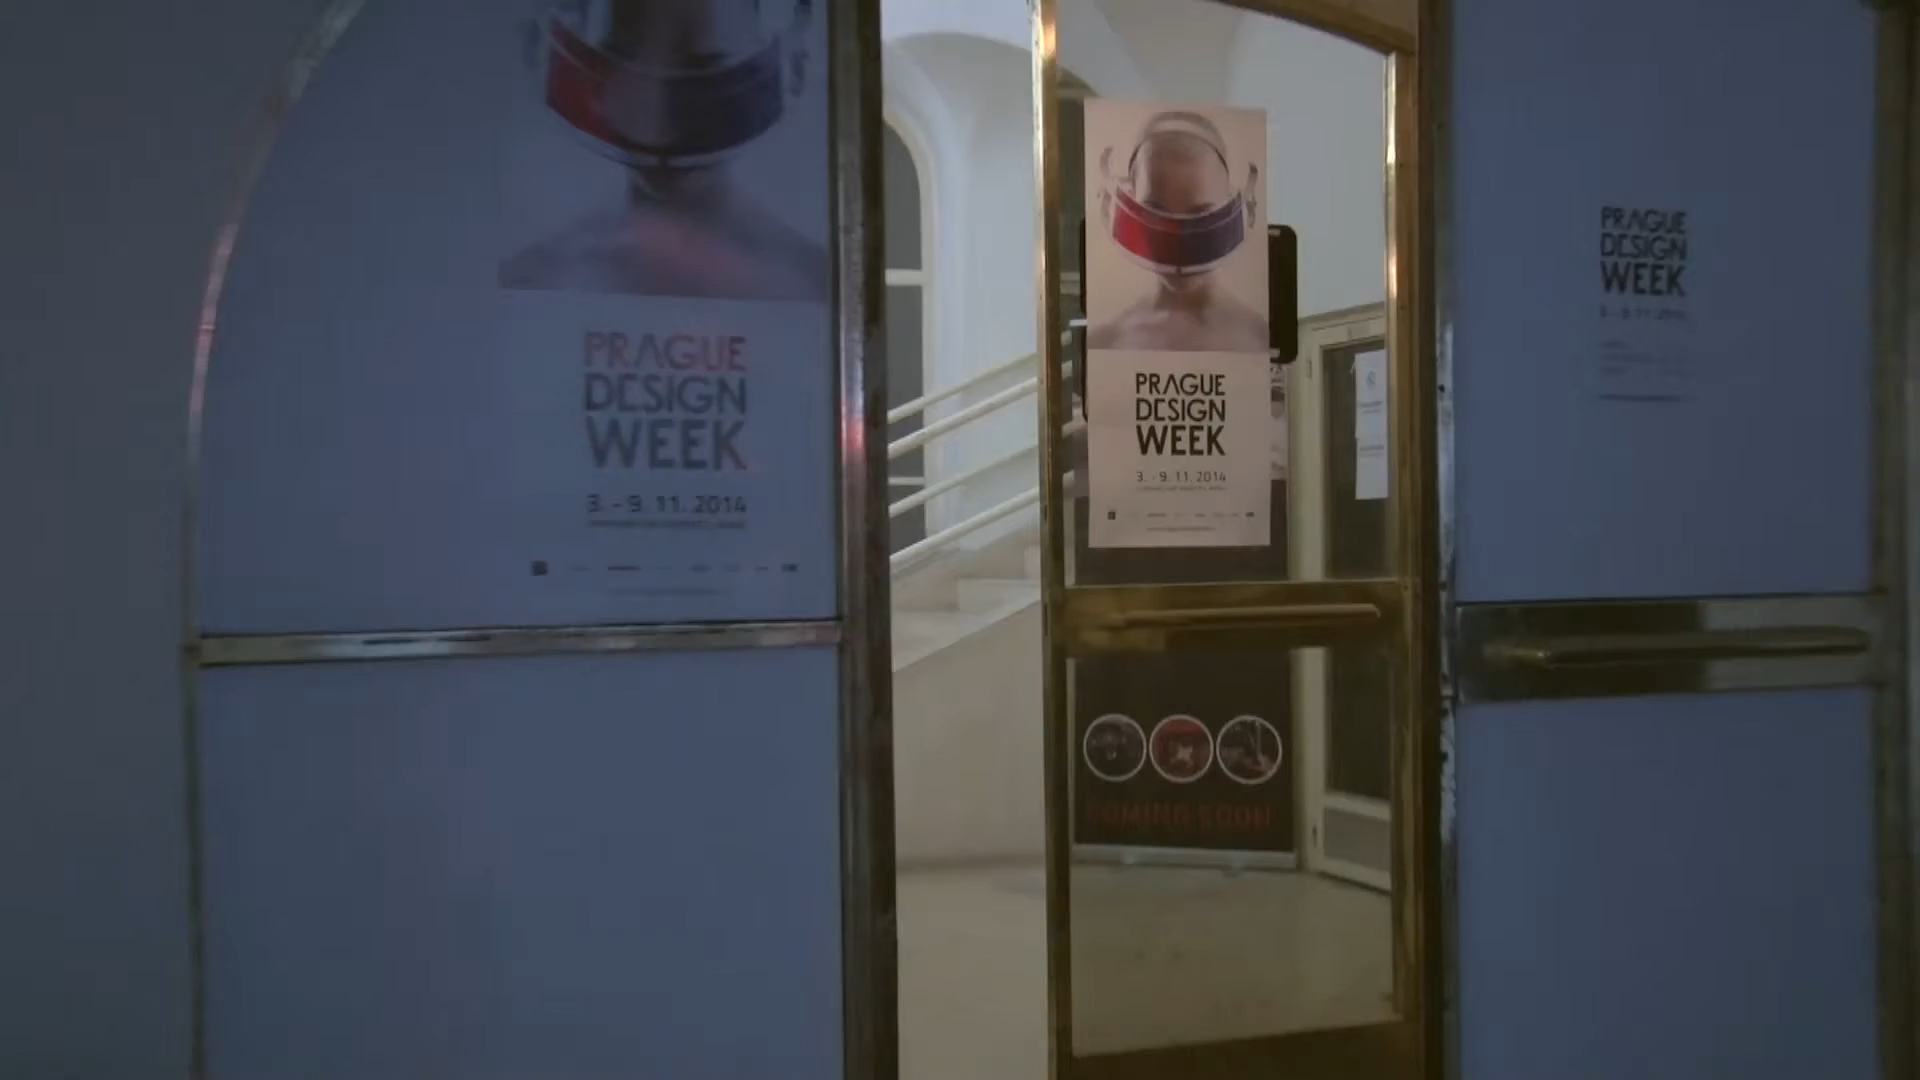 PRAGUE
DESIGN
WEEK
3. - 9. 11. 2014
PRAGUE
DESIGN
WEEK
3. - 9. 11. 2014
COMING SOON
PRAGUE
DESIGN
WEEK
3. - 9. 11. 2014